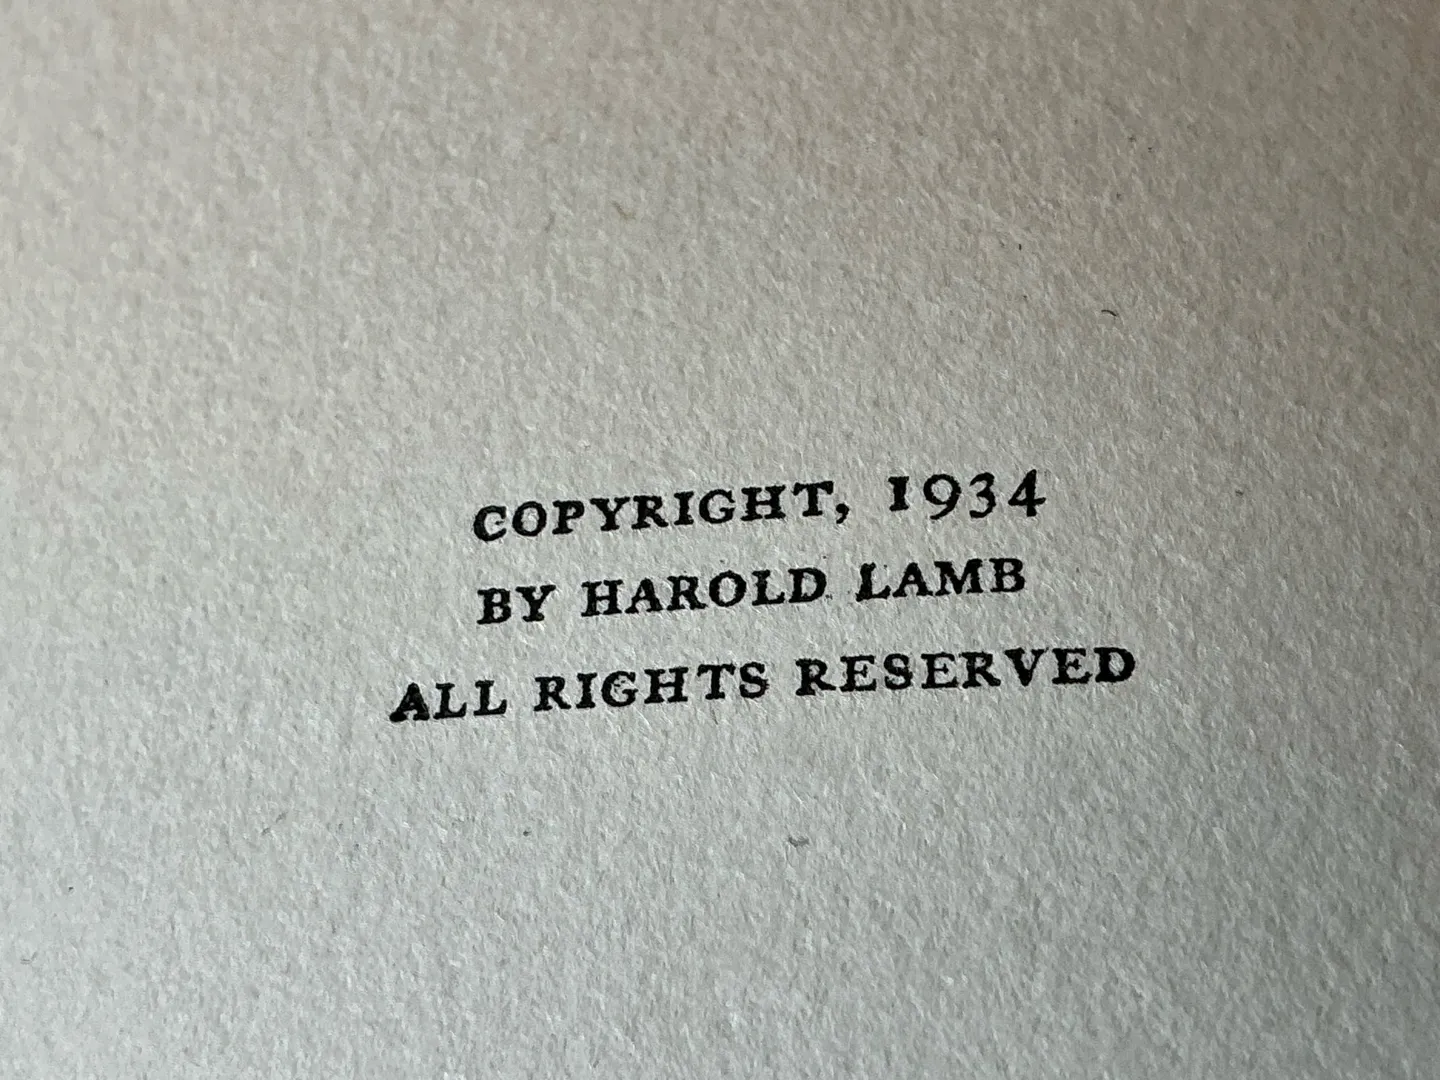 COPYRIGHT, 1934
BY HAROLD LAMB
ALL RIGHTS RESERVED